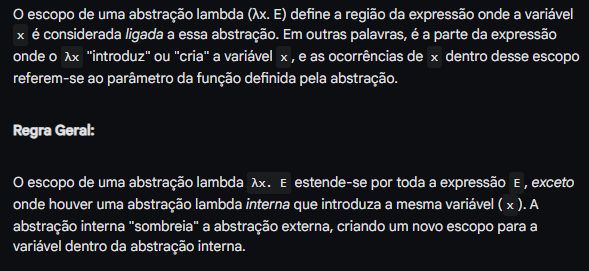 O escopo de uma abstração lambda (λx. E) define a região da expressão onde a variável
x é considerada ligada a essa abstração. Em outras palavras, é a parte da expressão
onde o λx "introduz" ou "cria" a variável x, e as ocorrências de x dentro desse escopo
referem-se ao parâmetro da função definida pela abstração.
Regra Geral:
O escopo de uma abstração lambda λx. E estende-se por toda a expressão E, exceto
onde houver uma abstração lambda interna que introduza a mesma variável (x). A
abstração interna "sombreia" a abstração externa, criando um novo escopo para a
variável dentro da abstração interna.